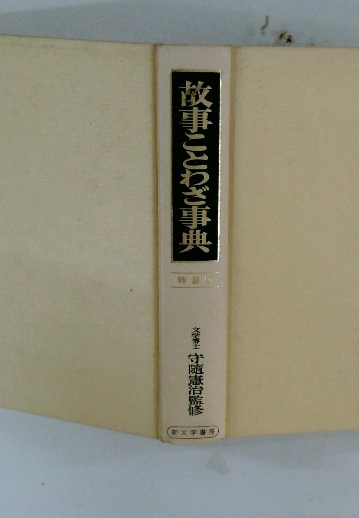 故事ことわざ事典
文学博士 守随憲治監修
新文学書房